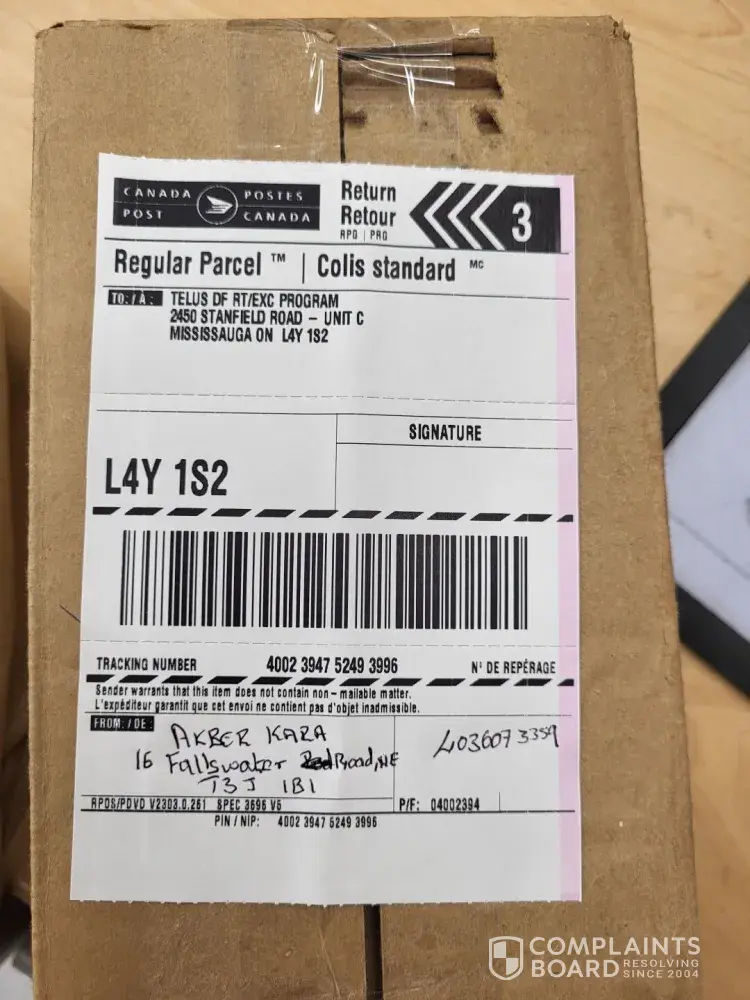 CANADA POSTES
POST CANADA
Return
Retour
RPG | PRG
3
Regular Parcel ™ | Colis standard MC
TO: / À: TELUS DF RT/EXC PROGRAM
2450 STANFIELD ROAD - UNIT C
MISSISSAUGA ON L4Y 1S2
SIGNATURE
L4Y 1S2
TRACKING NUMBER 4002 3947 5249 3996 N° DE REPÉRAGE
Sender warrants that this item does not contain non-mailable matter.
L'expéditeur garantit que cet envoi ne contient pas d'objet inadmissible.
FROM: / DE:
AKBER KARA 4036073359
16 Fallswater Road, NE
T3J 1B1
RPDS/PDVD V2303.0.261 SPEC 3696 V6 P/F: 04002394
PIN / NIP: 4002 3947 5249 3996
COMPLAINTS
BOARD RESOLVING
SINCE 2004